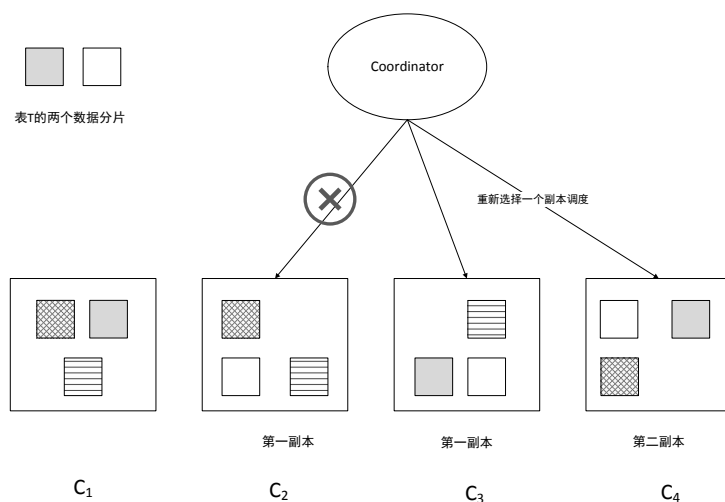 Coordinator
表T的两个数据分片
重新选择一个副本调度
第一副本
第一副本
第二副本
C1
C2
C3
C4